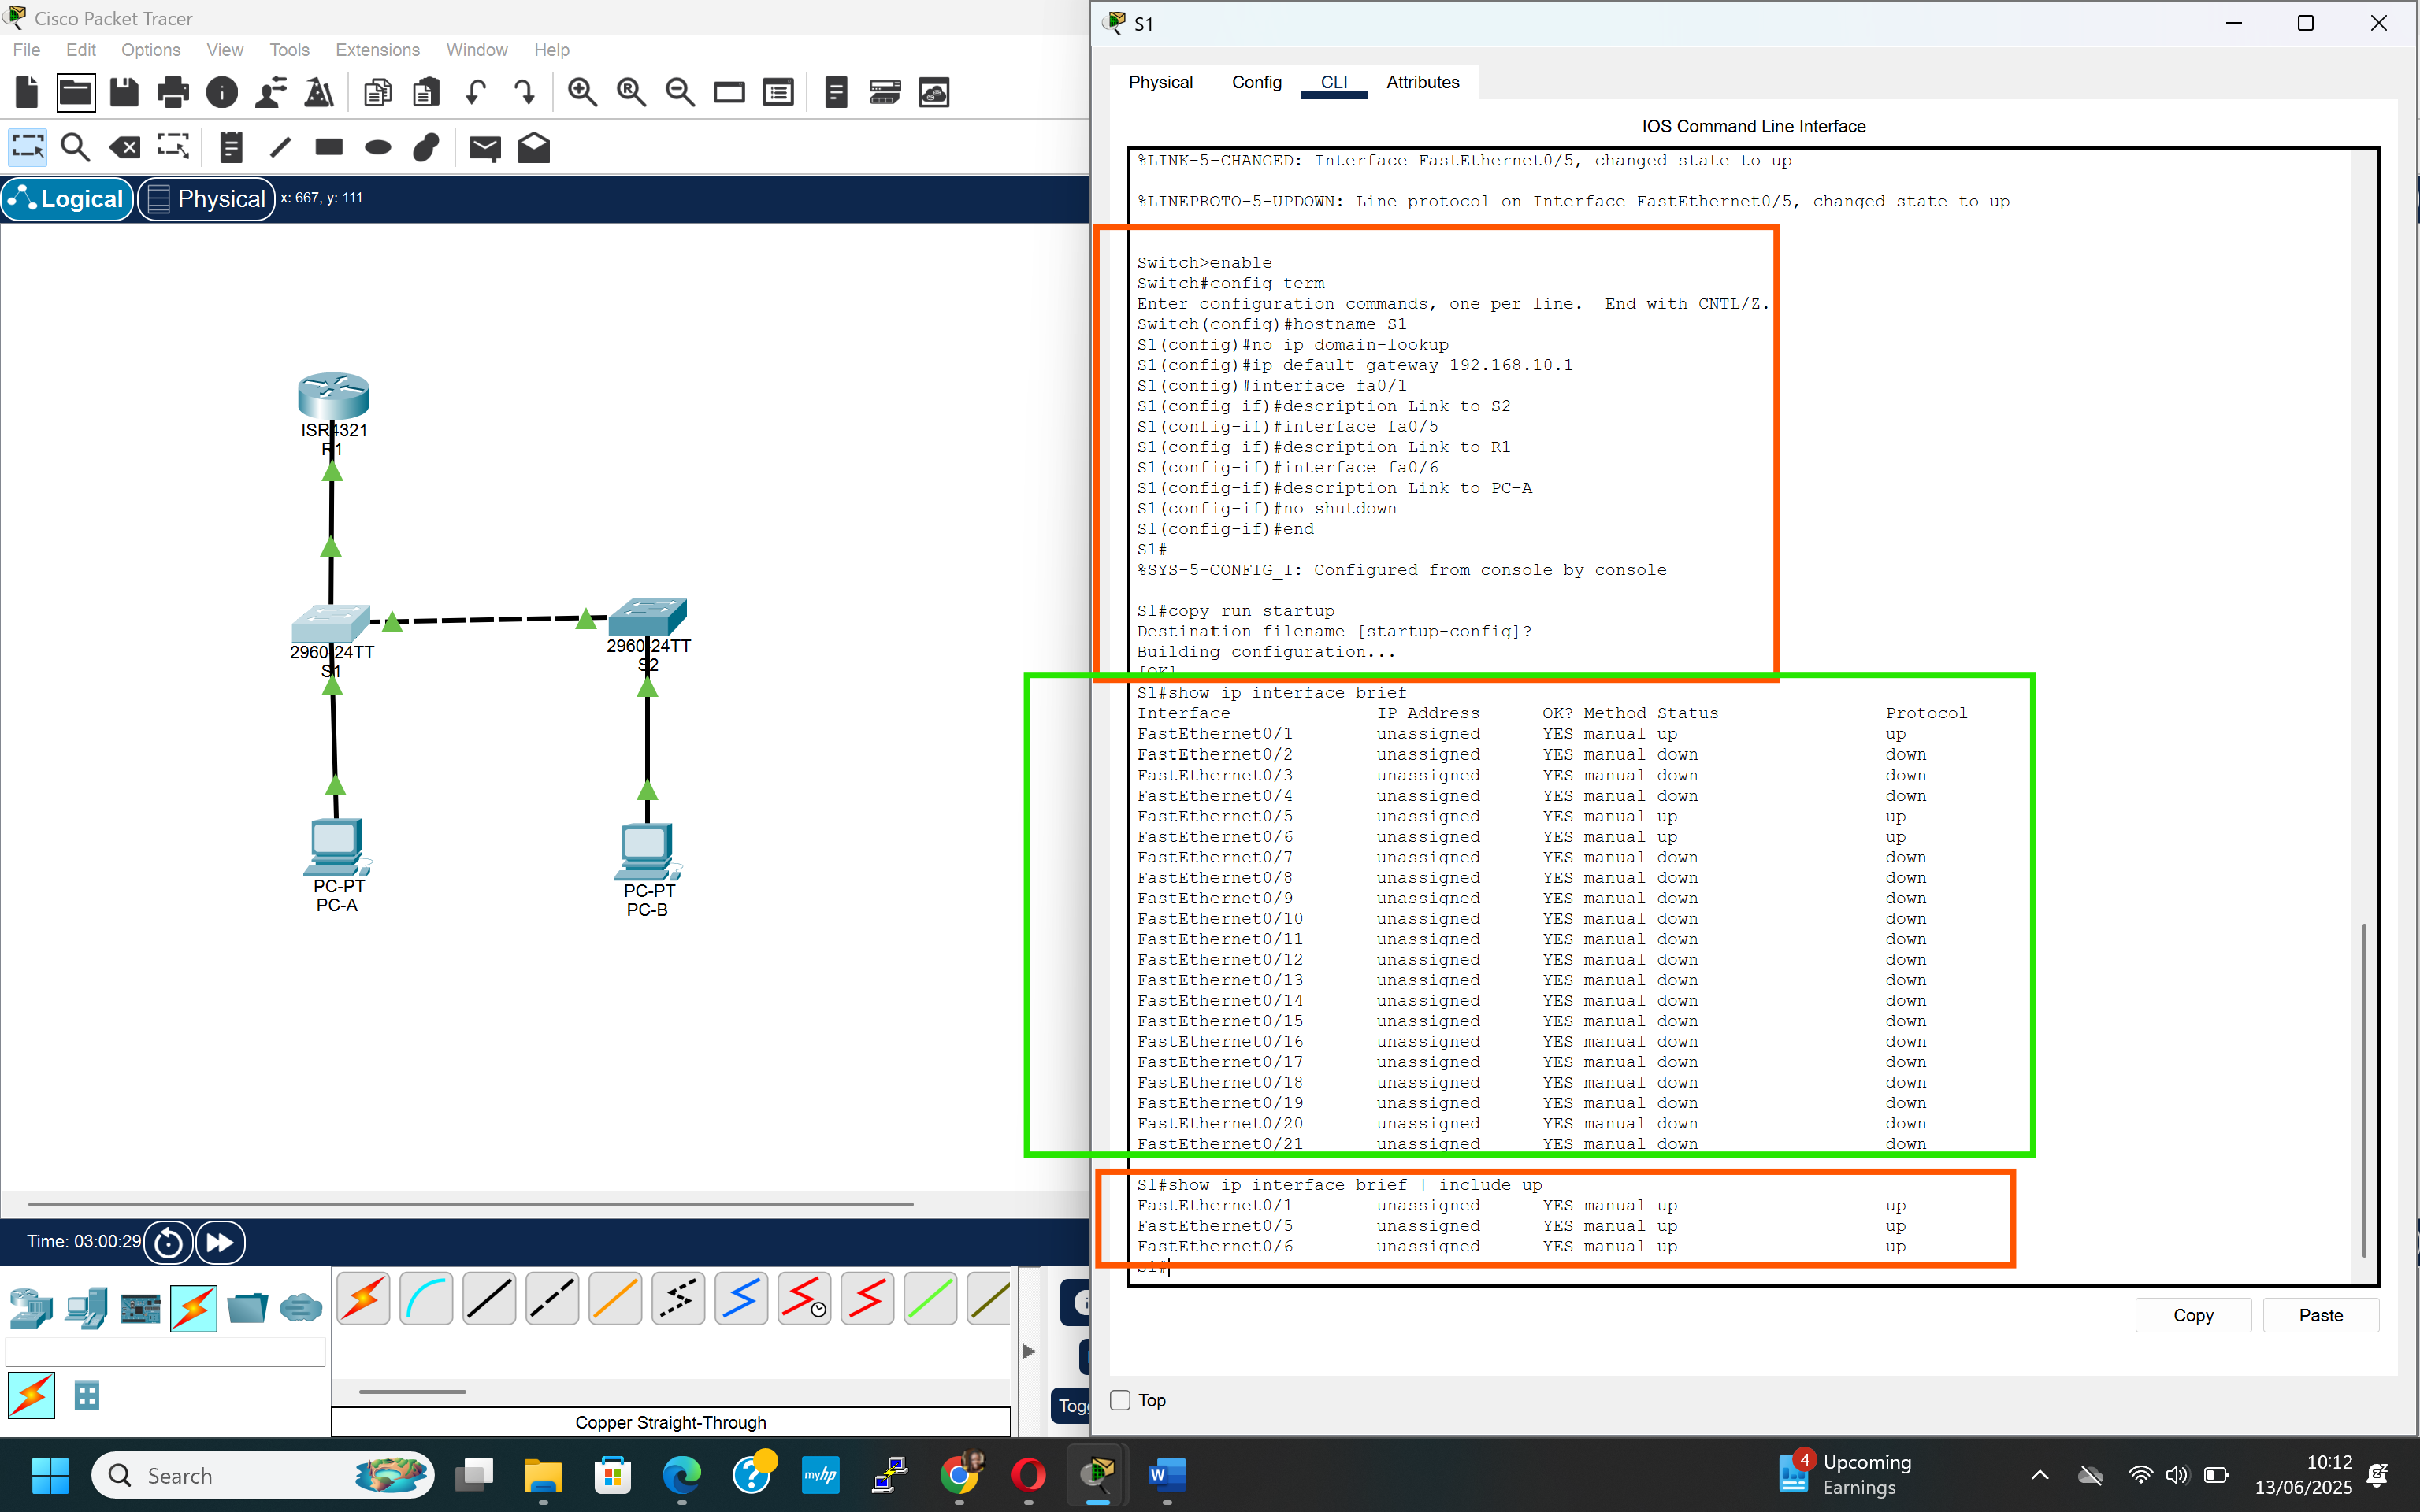 Cisco Packet Tracer
File Edit Options View Tools Extensions Window Help
Logical Physical x: 667, y: 111
ISR4321
R1
2960-24TT
S1
2960-24TT
S2
PC-PT
PC-A
PC-PT
PC-B
Time: 03:00:29
Copper Straight-Through
S1
Physical Config CLI Attributes
IOS Command Line Interface
%LINK-5-CHANGED: Interface FastEthernet0/5, changed state to up
%LINEPROTO-5-UPDOWN: Line protocol on Interface FastEthernet0/5, changed state to up
Switch>enable
Switch#config term
Enter configuration commands, one per line.  End with CNTL/Z.
Switch(config)#hostname S1
S1(config)#no ip domain-lookup
S1(config)#ip default-gateway 192.168.10.1
S1(config)#interface fa0/1
S1(config-if)#description Link to S2
S1(config-if)#interface fa0/5
S1(config-if)#description Link to R1
S1(config-if)#interface fa0/6
S1(config-if)#description Link to PC-A
S1(config-if)#no shutdown
S1(config-if)#end
S1#
%SYS-5-CONFIG_I: Configured from console by console
S1#copy run startup
Destination filename [startup-config]?
Building configuration...
[OK]
S1#show ip interface brief
Interface IP-Address OK? Method Status Protocol
FastEthernet0/1 unassigned YES manual up up
FastEthernet0/2 unassigned YES manual down down
FastEthernet0/3 unassigned YES manual down down
FastEthernet0/4 unassigned YES manual down down
FastEthernet0/5 unassigned YES manual up up
FastEthernet0/6 unassigned YES manual up up
FastEthernet0/7 unassigned YES manual down down
FastEthernet0/8 unassigned YES manual down down
FastEthernet0/9 unassigned YES manual down down
FastEthernet0/10 unassigned YES manual down down
FastEthernet0/11 unassigned YES manual down down
FastEthernet0/12 unassigned YES manual down down
FastEthernet0/13 unassigned YES manual down down
FastEthernet0/14 unassigned YES manual down down
FastEthernet0/15 unassigned YES manual down down
FastEthernet0/16 unassigned YES manual down down
FastEthernet0/17 unassigned YES manual down down
FastEthernet0/18 unassigned YES manual down down
FastEthernet0/19 unassigned YES manual down down
FastEthernet0/20 unassigned YES manual down down
FastEthernet0/21 unassigned YES manual down down
S1#show ip interface brief | include up
FastEthernet0/1 unassigned YES manual up up
FastEthernet0/5 unassigned YES manual up up
FastEthernet0/6 unassigned YES manual up up
S1#
Copy Paste
Togg
Top
Search
myhp
W
4
Upcoming
Earnings
10:12
13/06/2025